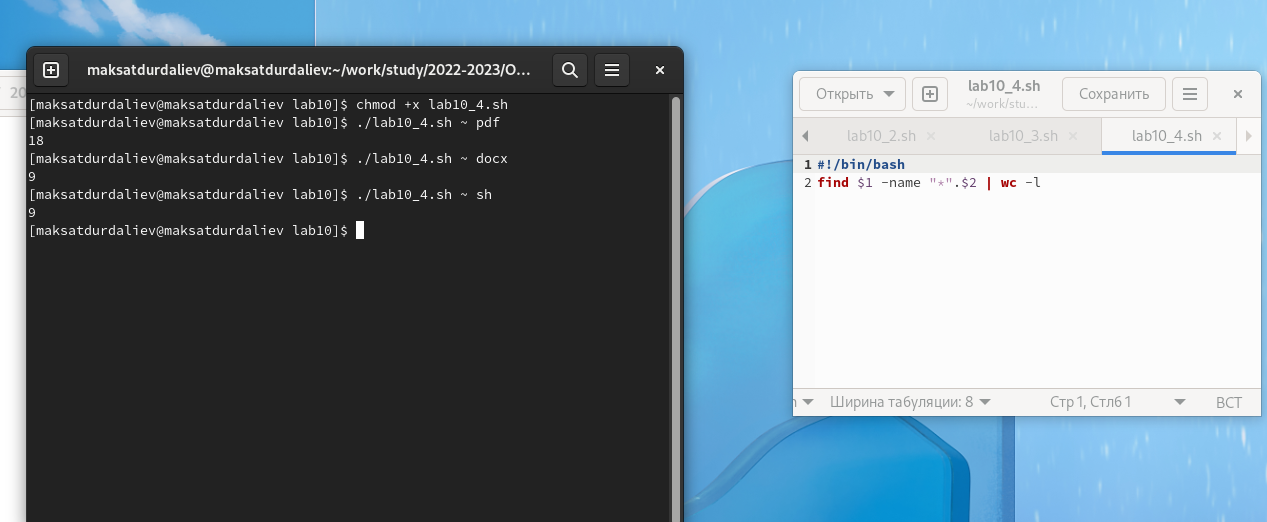 20
maksatdurdaliev@maksatdurdaliev:~/work/study/2022-2023/O...
[maksatdurdaliev@maksatdurdaliev lab10]$ chmod +x lab10_4.sh
[maksatdurdaliev@maksatdurdaliev lab10]$ ./lab10_4.sh ~ pdf
18
[maksatdurdaliev@maksatdurdaliev lab10]$ ./lab10_4.sh ~ docx
9
[maksatdurdaliev@maksatdurdaliev lab10]$ ./lab10_4.sh ~ sh
9
[maksatdurdaliev@maksatdurdaliev lab10]$
Открыть
lab10_4.sh
~/work/stu...
Сохранить
lab10_2.sh
lab10_3.sh
lab10_4.sh
1 #!/bin/bash
2 find $1 -name "*".$2 | wc -l
Ширина табуляции: 8
Стр 1, Стлб 1
ВСТ